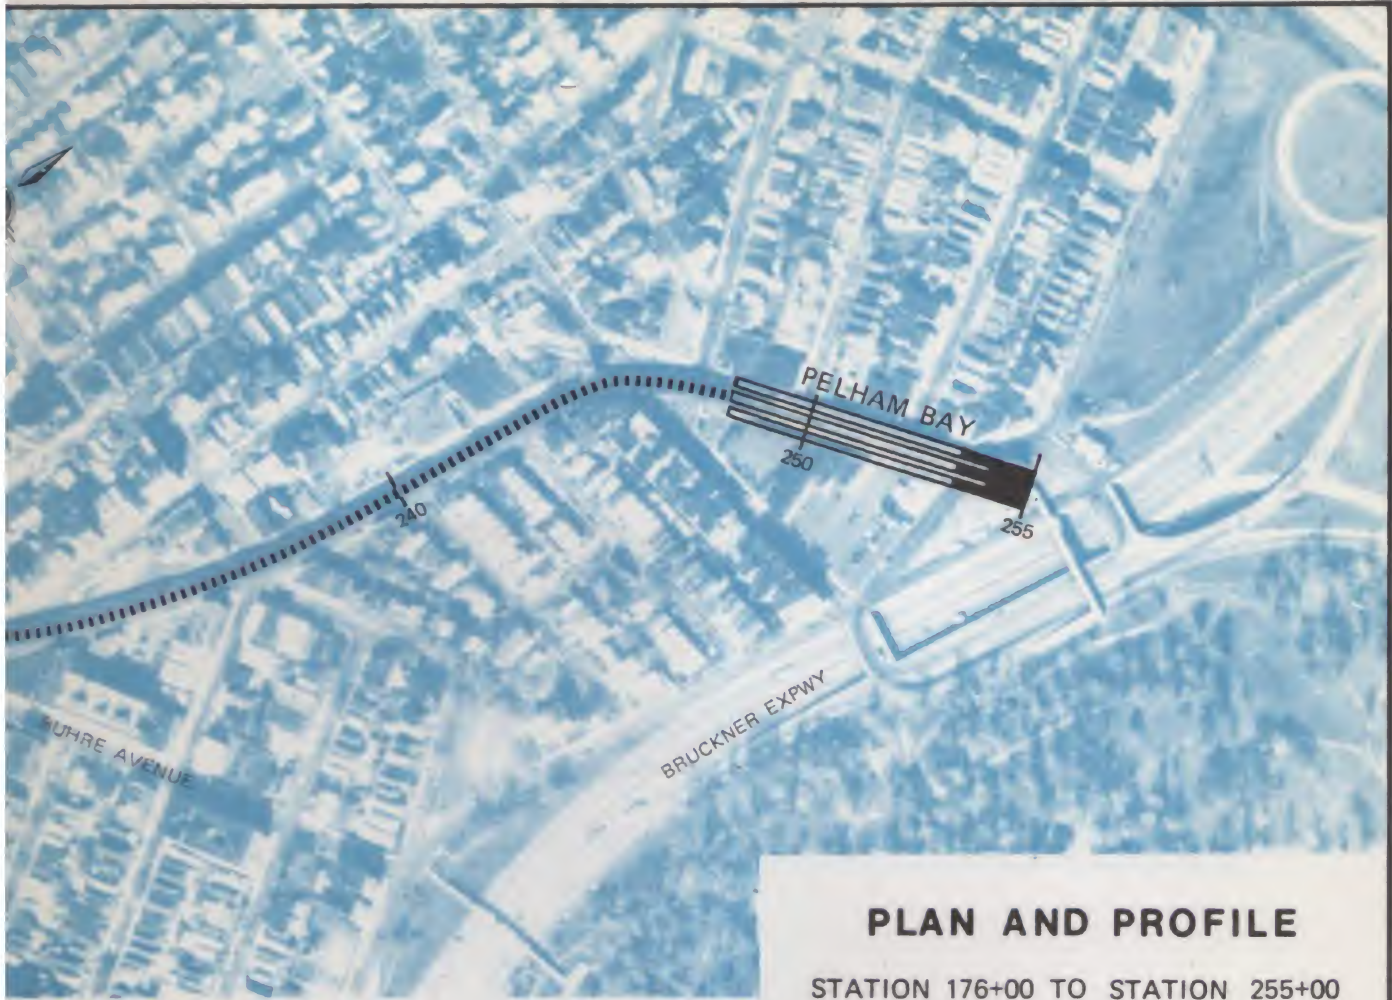 PELHAM BAY
250
240
255
BRUCKNER EXPWY
BUHRE AVENUE
PLAN AND PROFILE
STATION 176+00 TO STATION 255+00